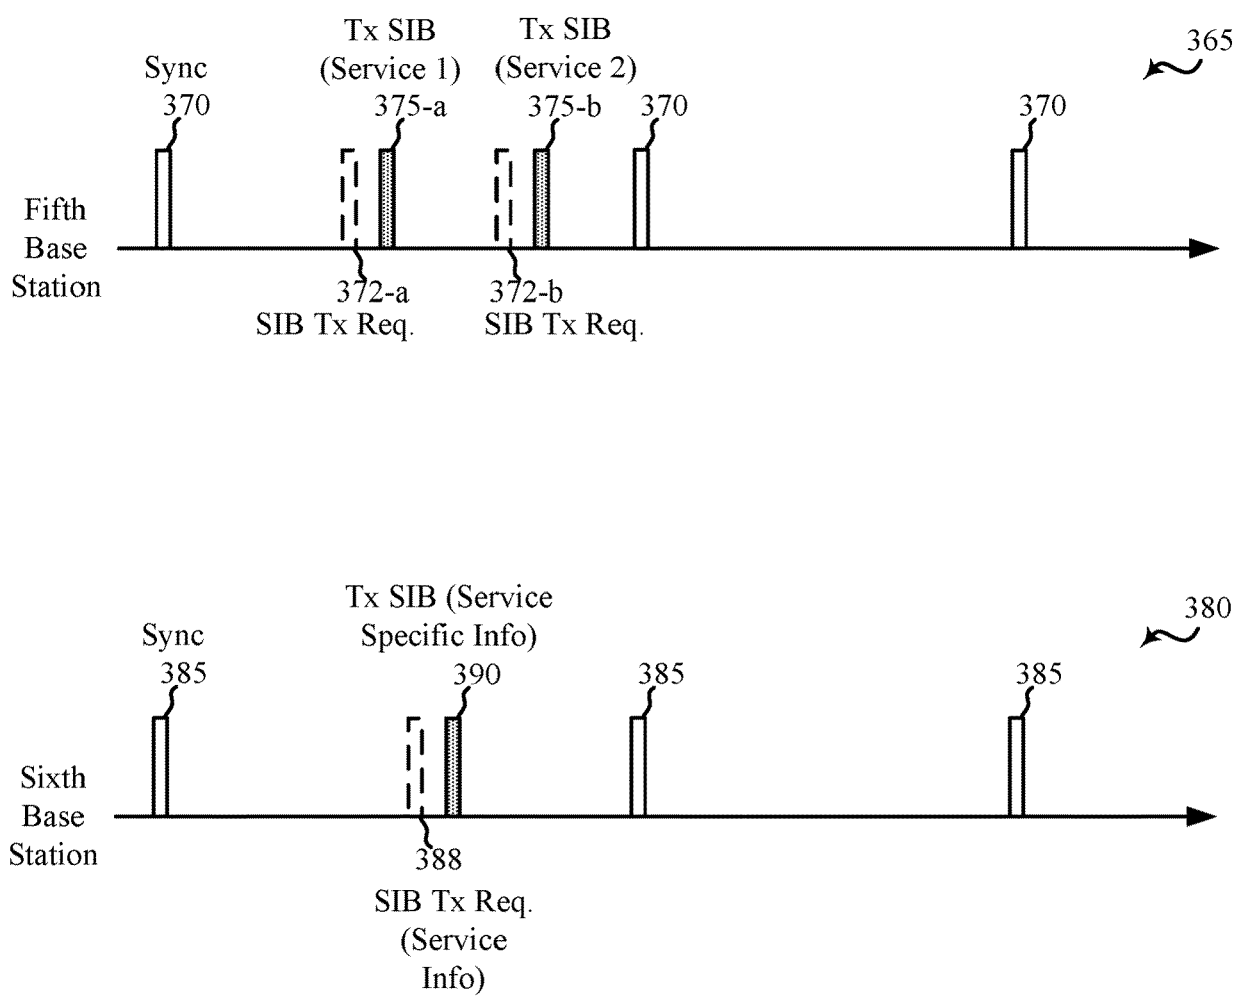 Tx SIB
(Service 1)
Tx SIB
(Service 2)
365
Sync
370
375-a
375-b
370
370
Fifth
Base
Station
372-a
SIB Tx Req.
372-b
SIB Tx Req.
Tx SIB (Service
Specific Info)
380
Sync
385
390
385
385
Sixth
Base
Station
388
SIB Tx Req.
(Service
Info)